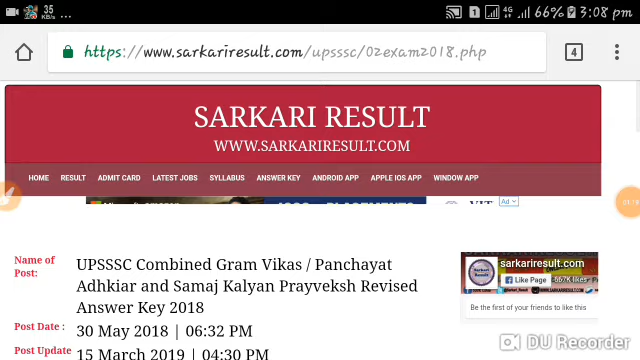 35
KB/s
1
4G
66%
3:08 pm
https://www.sarkariresult.com/upsssc/02exam2018.php
4
SARKARI RESULT
WWW.SARKARIRESULT.COM
HOME RESULT ADMIT CARD LATEST JOBS SYLLABUS ANSWER KEY ANDROID APP APPLE IOS APP WINDOW APP
Ad
01:19
Name of Post:
UPSSSC Combined Gram Vikas / Panchayat
Adhkiar and Samaj Kalyan Prayveksh Revised
Answer Key 2018
sarkariresult.com
Like Page
Be the first of your friends to like this
Post Date :
30 May 2018 | 06:32 PM
Post Update
15 March 2019 | 04:30 PM
DU Recorder